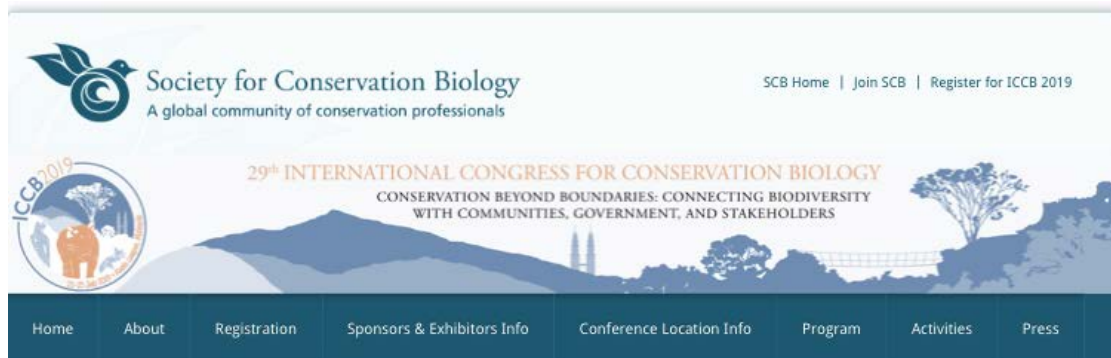 Society for Conservation Biology
A global community of conservation professionals
SCB Home | Join SCB | Register for ICCB 2019
29th INTERNATIONAL CONGRESS FOR CONSERVATION BIOLOGY
CONSERVATION BEYOND BOUNDARIES: CONNECTING BIODIVERSITY
WITH COMMUNITIES, GOVERNMENT, AND STAKEHOLDERS
ICCB2019
Home About Registration Sponsors & Exhibitors Info Conference Location Info Program Activities Press